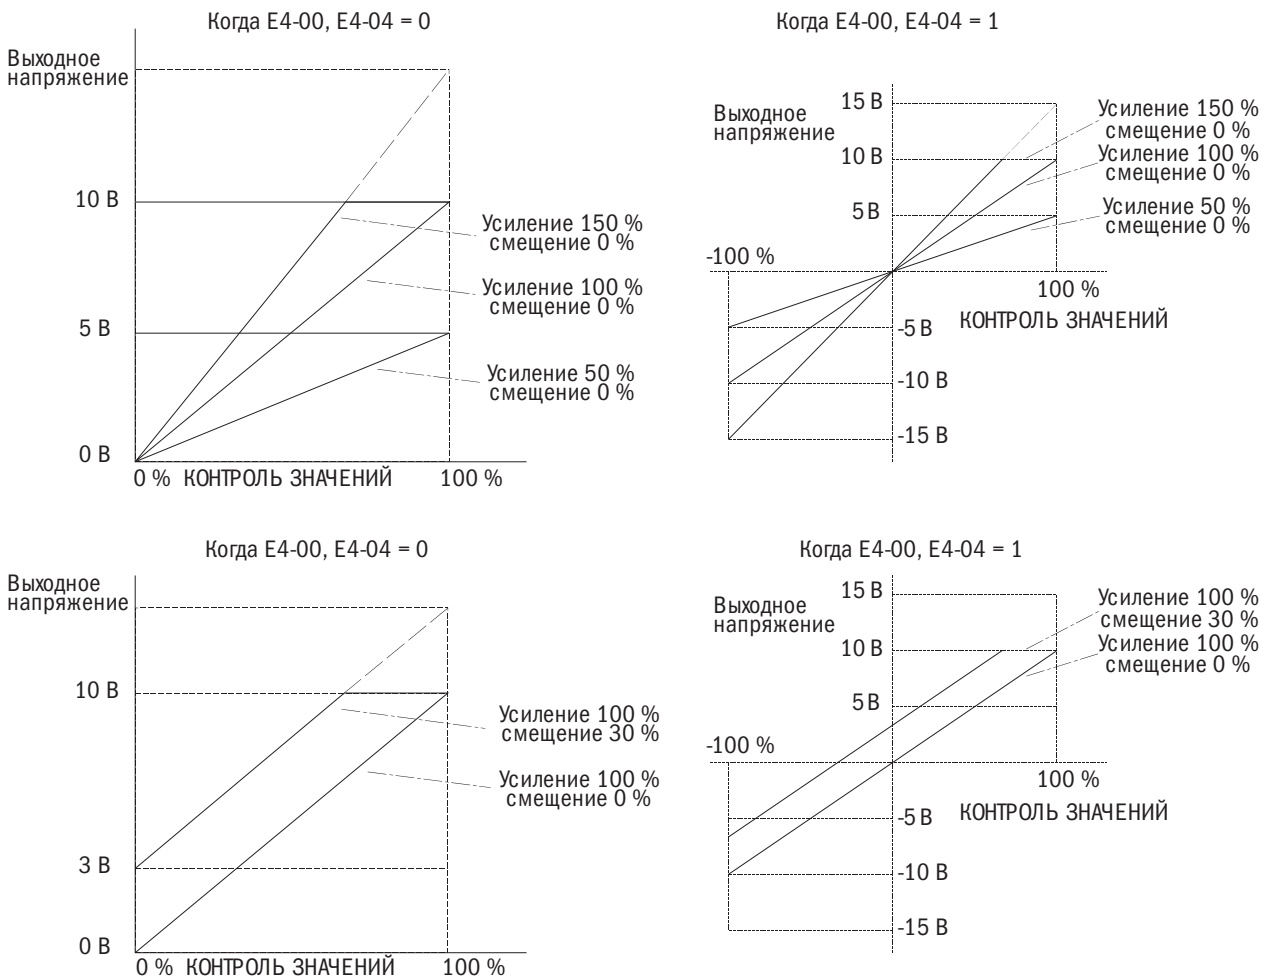 Когда E4-00, E4-04 = 0
Выходное
напряжение
10 В
5 В
0 В
0 %
КОНТРОЛЬ ЗНАЧЕНИЙ
100 %
Усиление 150 %
смещение 0 %
Усиление 100 %
смещение 0 %
Усиление 50 %
смещение 0 %
Когда E4-00, E4-04 = 1
Выходное
напряжение
15 В
10 В
5 В
-100 %
100 %
КОНТРОЛЬ ЗНАЧЕНИЙ
-5 В
-10 В
-15 В
Усиление 150 %
смещение 0 %
Усиление 100 %
смещение 0 %
Усиление 50 %
смещение 0 %
Когда E4-00, E4-04 = 0
Выходное
напряжение
10 В
3 В
0 В
0 %
КОНТРОЛЬ ЗНАЧЕНИЙ
100 %
Усиление 100 %
смещение 30 %
Усиление 100 %
смещение 0 %
Когда E4-00, E4-04 = 1
Выходное
напряжение
15 В
10 В
5 В
-100 %
100 %
КОНТРОЛЬ ЗНАЧЕНИЙ
-5 В
-10 В
-15 В
Усиление 100 %
смещение 30 %
Усиление 100 %
смещение 0 %